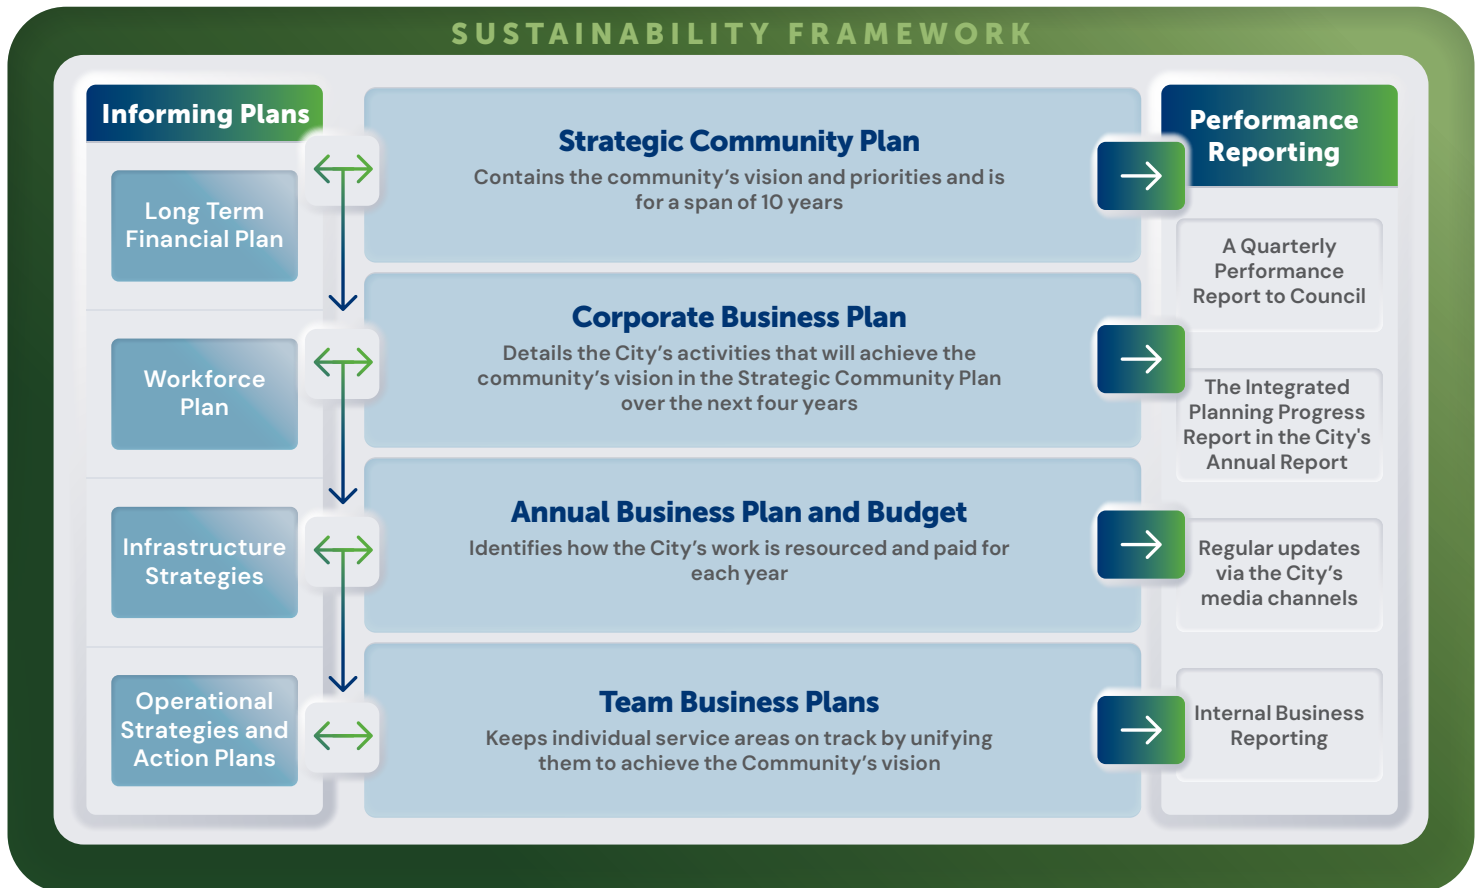 SUSTAINABILITY FRAMEWORK
Informing Plans
Long Term
Financial Plan
Workforce
Plan
Infrastructure
Strategies
Operational
Strategies and
Action Plans
Strategic Community Plan
Contains the community’s vision and priorities and is
for a span of 10 years
Corporate Business Plan
Details the City’s activities that will achieve the
community’s vision in the Strategic Community Plan
over the next four years
Annual Business Plan and Budget
Identifies how the City’s work is resourced and paid for
each year
Team Business Plans
Keeps individual service areas on track by unifying
them to achieve the Community’s vision
Performance
Reporting
A Quarterly
Performance
Report to Council
The Integrated
Planning Progress
Report in the City's
Annual Report
Regular updates
via the City’s
media channels
Internal Business
Reporting